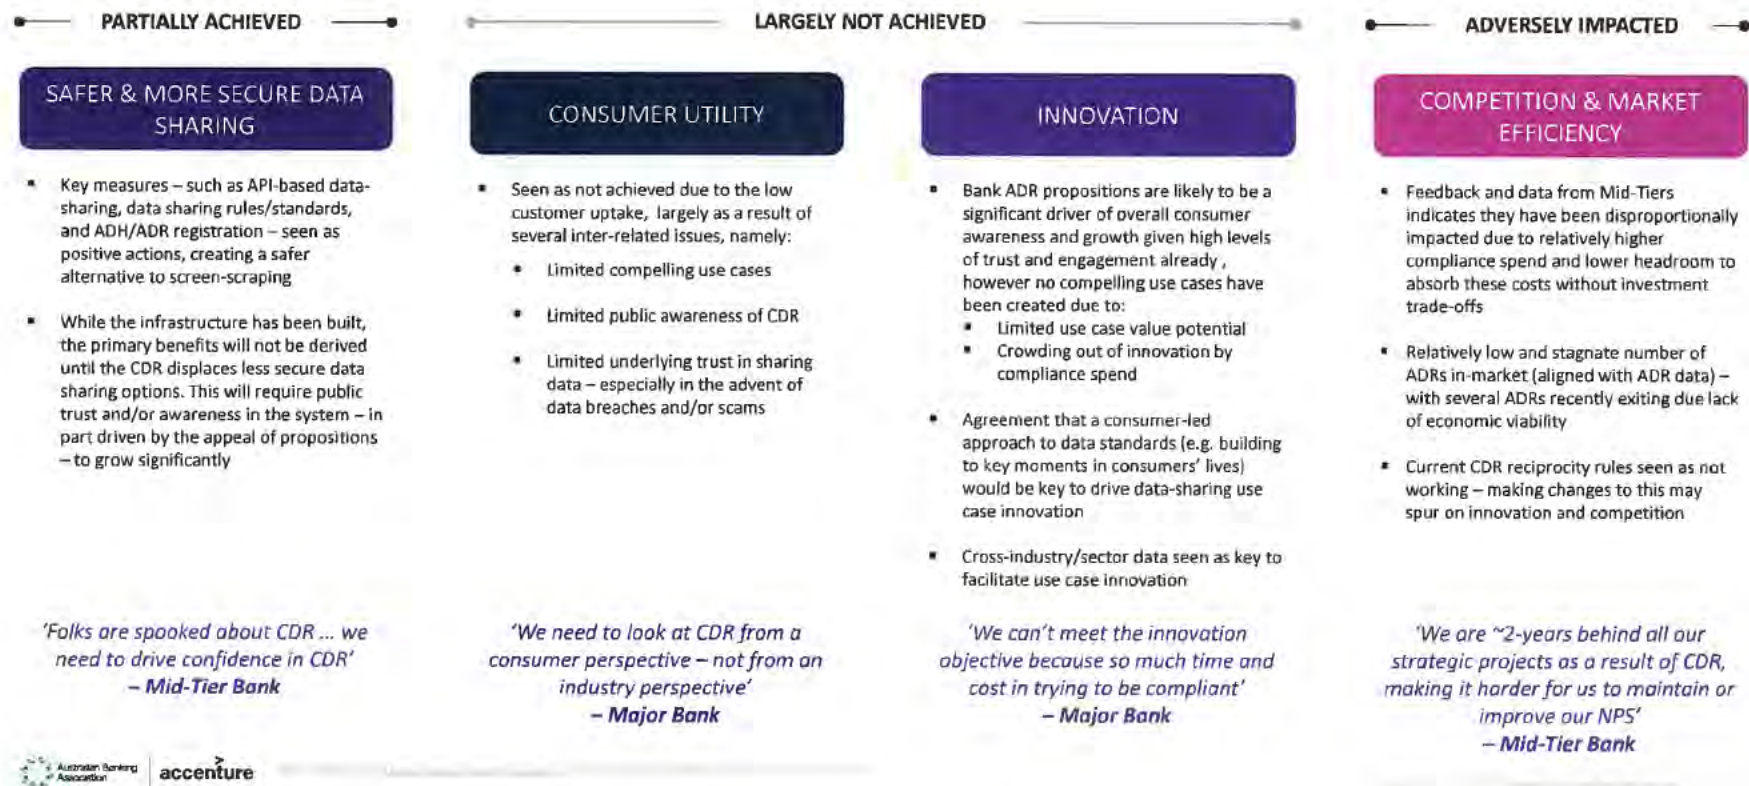 PARTIALLY ACHIEVED
LARGELY NOT ACHIEVED
ADVERSELY IMPACTED
SAFER & MORE SECURE DATA
SHARING
▪ Key measures – such as API-based data-
sharing, data sharing rules/standards,
and ADH/ADR registration – seen as
positive actions, creating a safer
alternative to screen-scraping
▪ While the infrastructure has been built,
the primary benefits will not be derived
until the CDR displaces less secure data
sharing options. This will require public
trust and/or awareness in the system – in
part driven by the appeal of propositions
– to grow significantly
'Folks are spooked about CDR ... we
need to drive confidence in CDR'
– Mid-Tier Bank
CONSUMER UTILITY
▪ Seen as not achieved due to the low
customer uptake, largely as a result of
several inter-related issues, namely:
▪ Limited compelling use cases
▪ Limited public awareness of CDR
▪ Limited underlying trust in sharing
data – especially in the advent of
data breaches and/or scams
'We need to look at CDR from a
consumer perspective – not from an
industry perspective'
– Major Bank
INNOVATION
▪ Bank ADR propositions are likely to be a
significant driver of overall consumer
awareness and growth given high levels
of trust and engagement already ,
however no compelling use cases have
been created due to:
▪ Limited use case value potential
▪ Crowding out of innovation by
compliance spend
▪ Agreement that a consumer-led
approach to data standards (e.g. building
to key moments in consumers' lives)
would be key to drive data-sharing use
case innovation
▪ Cross-industry/sector data seen as key to
facilitate use case innovation
'We can't meet the innovation
objective because so much time and
cost in trying to be compliant'
– Major Bank
COMPETITION & MARKET
EFFICIENCY
▪ Feedback and data from Mid-Tiers
indicates they have been disproportionally
impacted due to relatively higher
compliance spend and lower headroom to
absorb these costs without investment
trade-offs
▪ Relatively low and stagnate number of
ADRs in-market (aligned with ADR data) –
with several ADRs recently exiting due lack
of economic viability
▪ Current CDR reciprocity rules seen as not
working – making changes to this may
spur on innovation and competition
'We are ~2-years behind all our
strategic projects as a result of CDR,
making it harder for us to maintain or
improve our NPS'
– Mid-Tier Bank
Australian Banking
Association
accenture